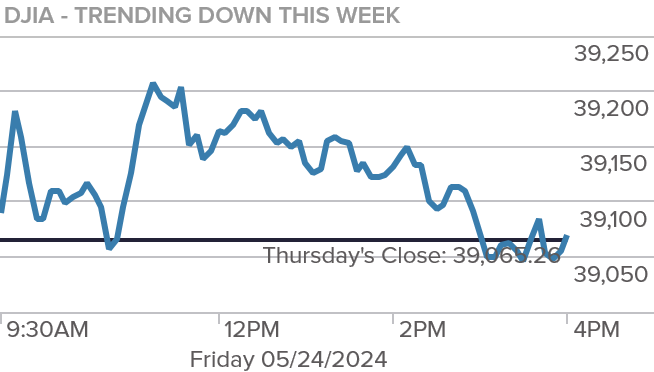 DJIA - TRENDING DOWN THIS WEEK
39,250
39,200
39,150
39,100
Thursday's Close: 39,065.26
39,050
9:30AM 12PM 2PM 4PM
Friday 05/24/2024